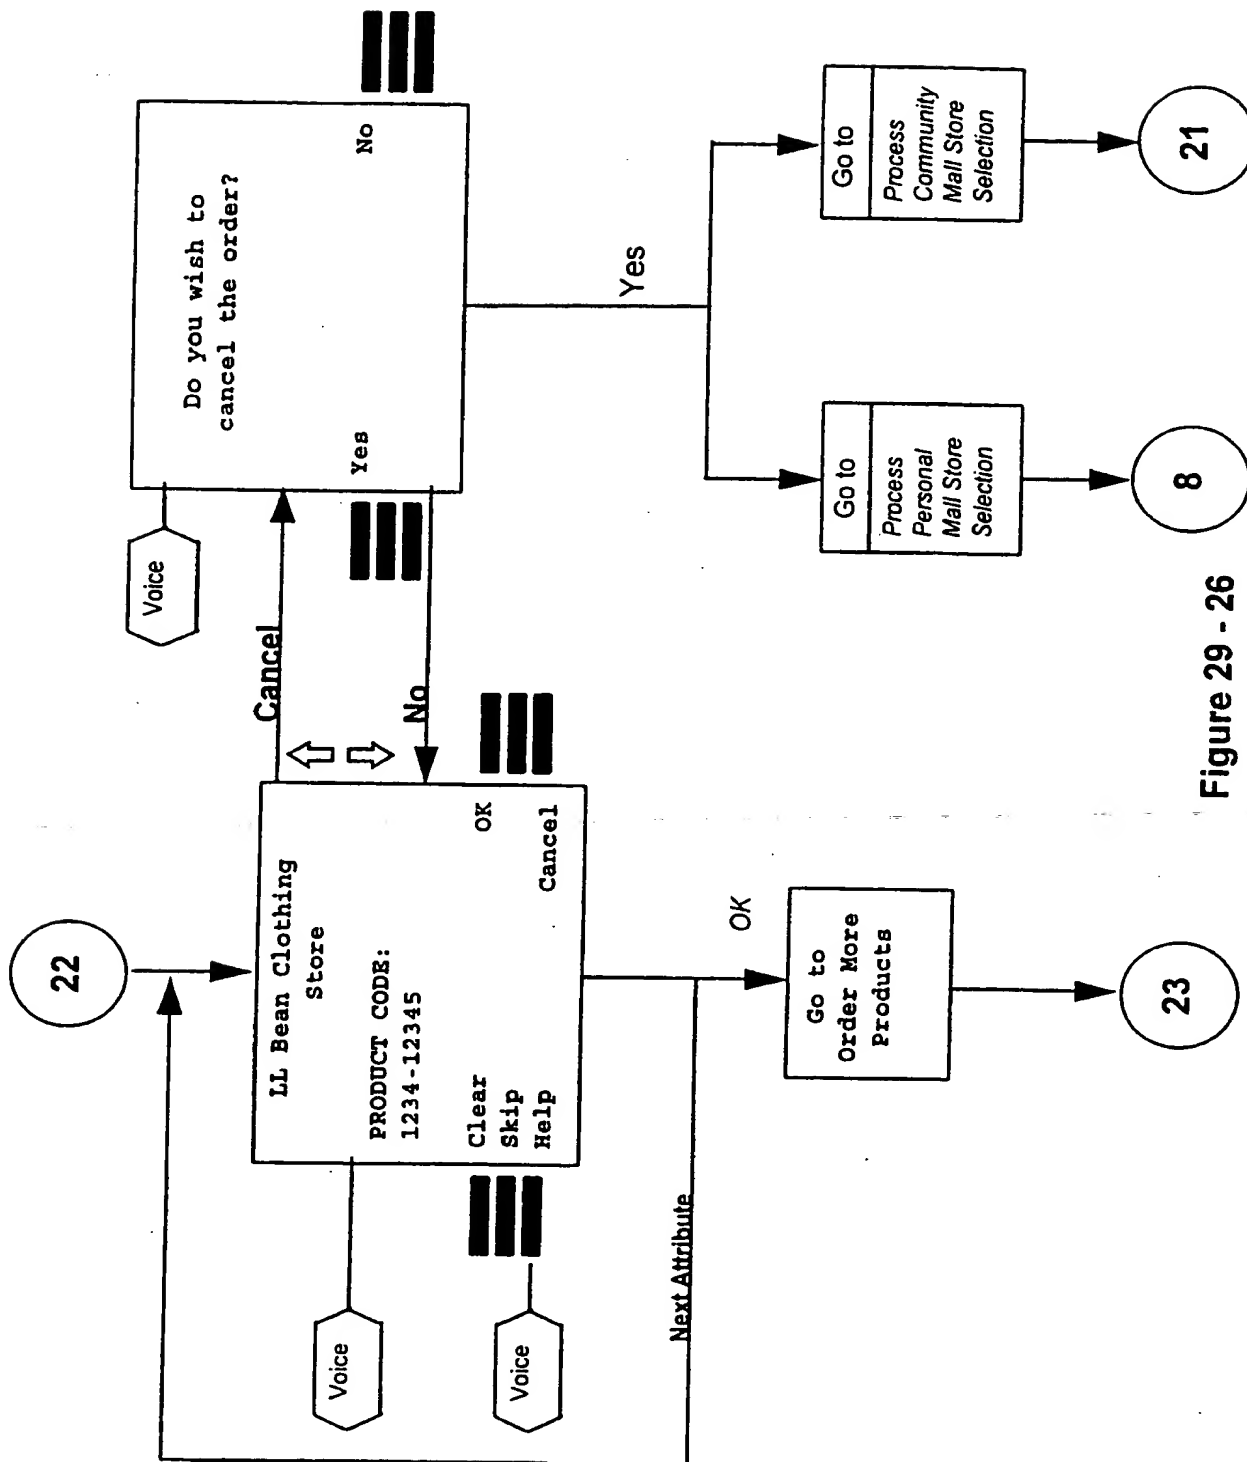 22
LL Bean Clothing
Store
PRODUCT CODE:
1234-12345
Clear
OK
Skip
Help
Cancel
Voice
Voice
Cancel
No
Voice
Do you wish to
cancel the order?
Yes
No
Next Attribute
OK
Go to
Order More
Products
23
Yes
Go to
Process
Personal
Mall Store
Selection
8
Go to
Process
Community
Mall Store
Selection
21
Figure 29 - 26